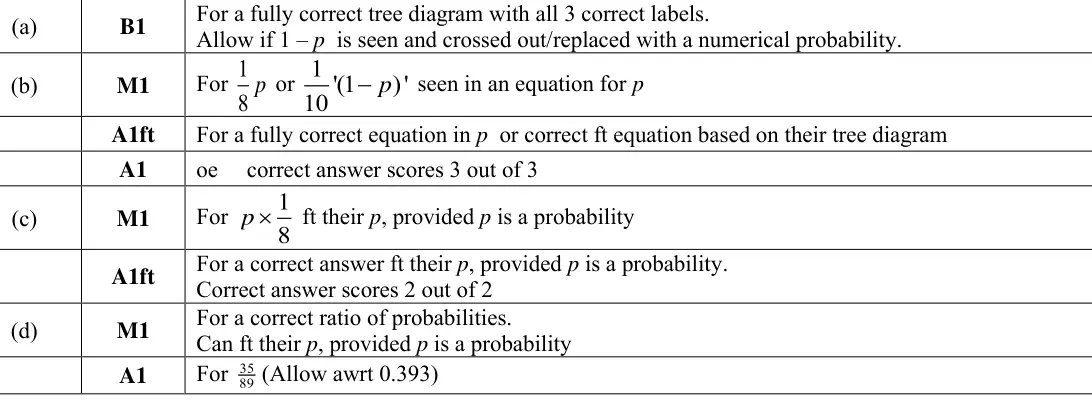 (a) B1 For a fully correct tree diagram with all 3 correct labels.
Allow if 1 – p is seen and crossed out/replaced with a numerical probability.
(b) M1 For 1/8 p or 1/10 '(1 − p)' seen in an equation for p
A1ft For a fully correct equation in p or correct ft equation based on their tree diagram
A1 oe correct answer scores 3 out of 3
(c) M1 For p × 1/8 ft their p, provided p is a probability
A1ft For a correct answer ft their p, provided p is a probability.
Correct answer scores 2 out of 2
(d) M1 For a correct ratio of probabilities.
Can ft their p, provided p is a probability
A1 For 35/89 (Allow awrt 0.393)